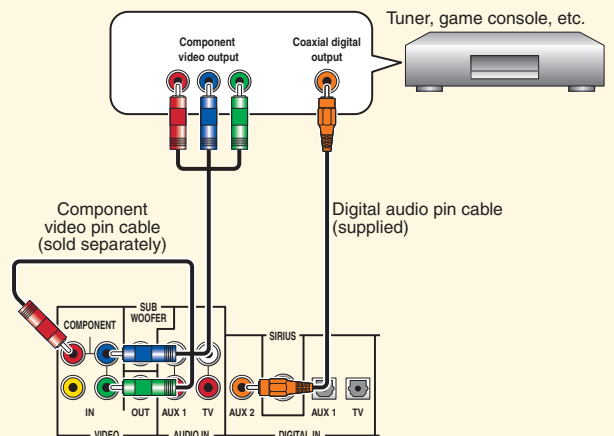 Tuner, game console, etc.
Component
video output
Coaxial digital
output
Component
video pin cable
(sold separately)
Digital audio pin cable
(supplied)
SUB
WOOFER
COMPONENT
SIRIUS
IN
OUT
AUX 1
TV
AUX 2
AUX 1
TV
VIDEO
AUDIO IN
DIGITAL IN